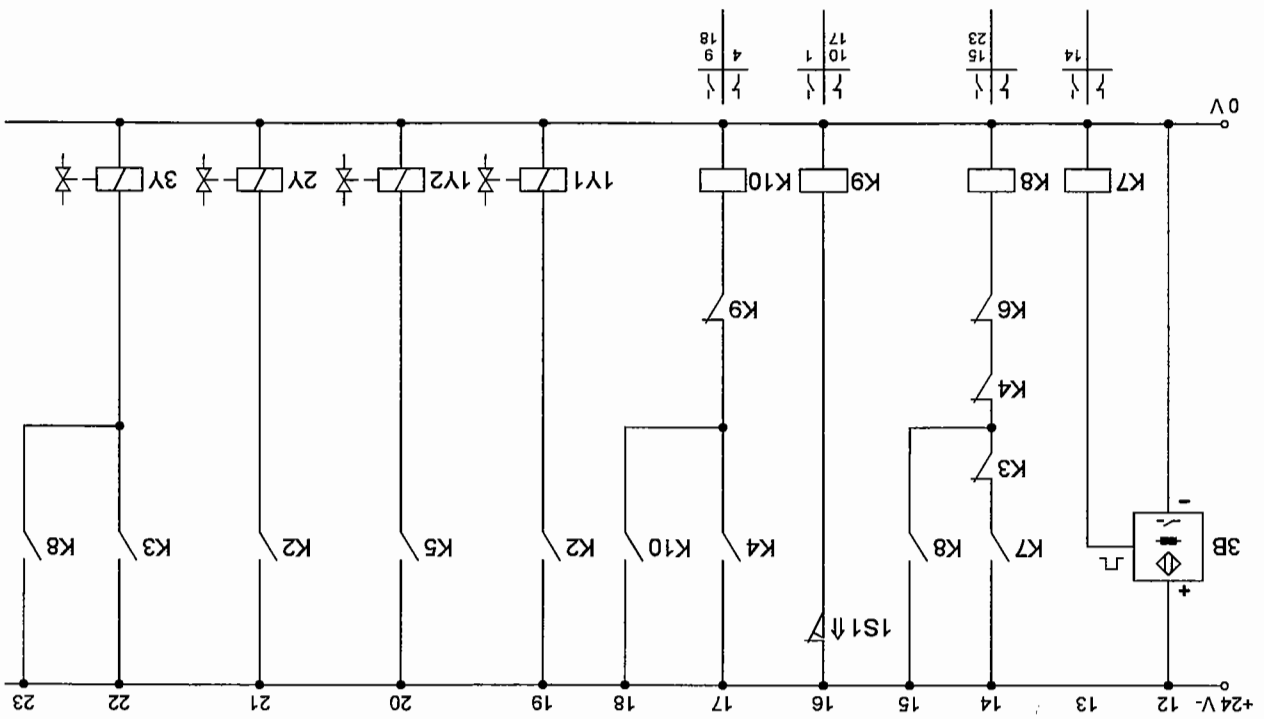 +24 V- 12 13 14 15 16 17 18 19 20 21 22 23
1S1
+
3B
K7 K8 K4 K10 K2 K5 K2 K3 K8
-
K3
K4
K6 K9
K7 K8 K9 K10 1Y1 1Y2 2Y 3Y
0 V
14 15 10 1 4 9
23 17 18